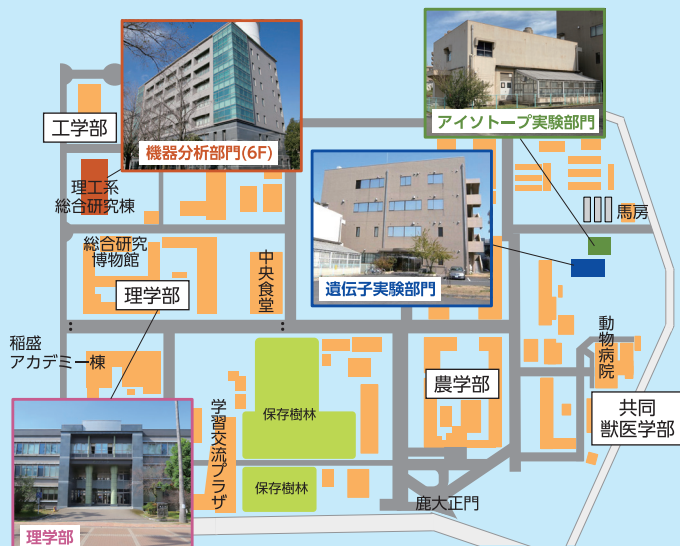 アイソトープ実験部門
工学部
機器分析部門(6F)
理工系
総合研究棟
馬房
総合研究
博物館
中央食堂
理学部
遺伝子実験部門
稲盛
アカデミー棟
動物病院
農学部
保存樹林
学習交流プラザ
共同
獣医学部
保存樹林
鹿大正門
理学部